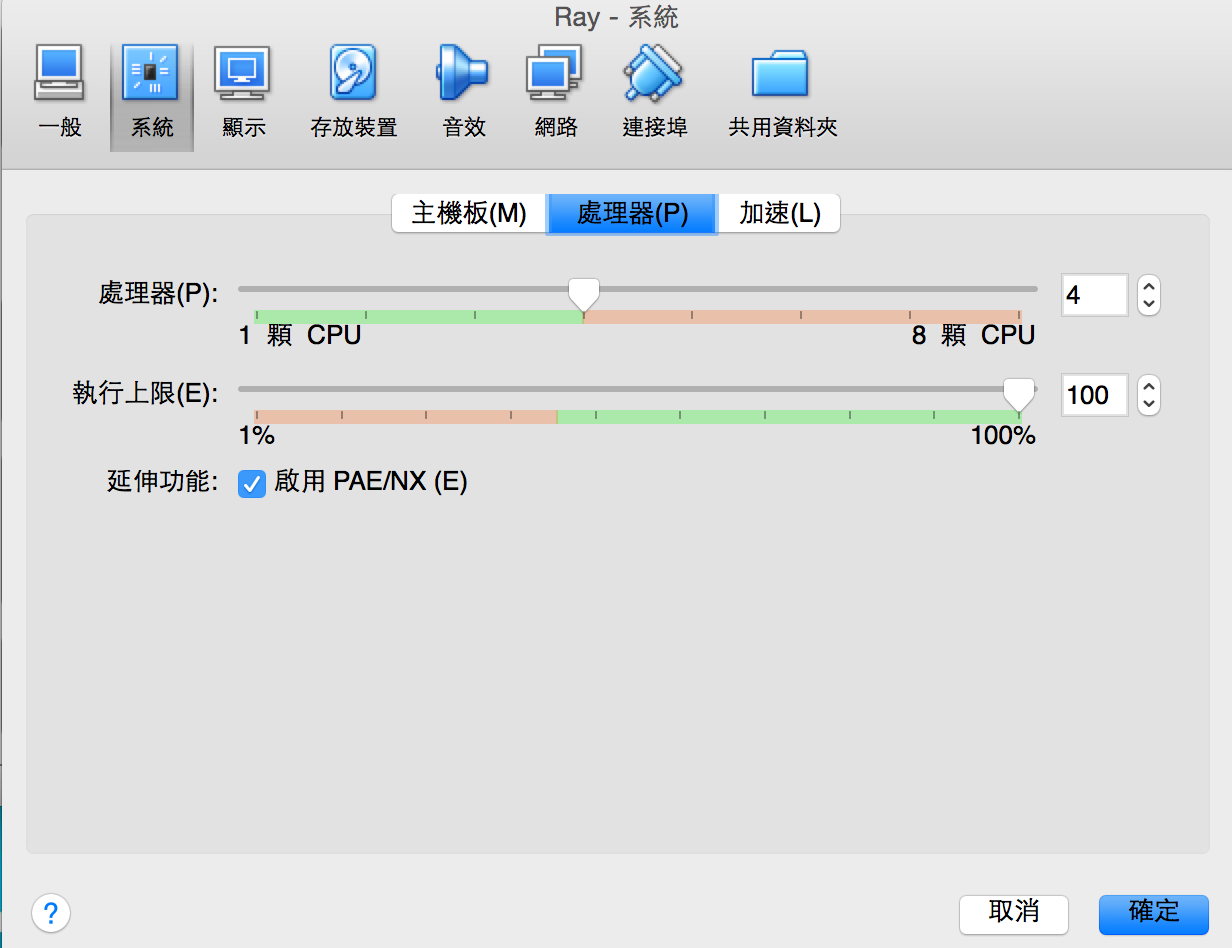 Ray - 系統
一般 系統 顯示 存放裝置 音效 網路 連接埠 共用資料夾
主機板(M) 處理器(P) 加速(L)
處理器(P): 4
1 顆 CPU 8 顆 CPU
執行上限(E): 100
1% 100%
延伸功能: 啟用 PAE/NX (E)
? 取消 確定